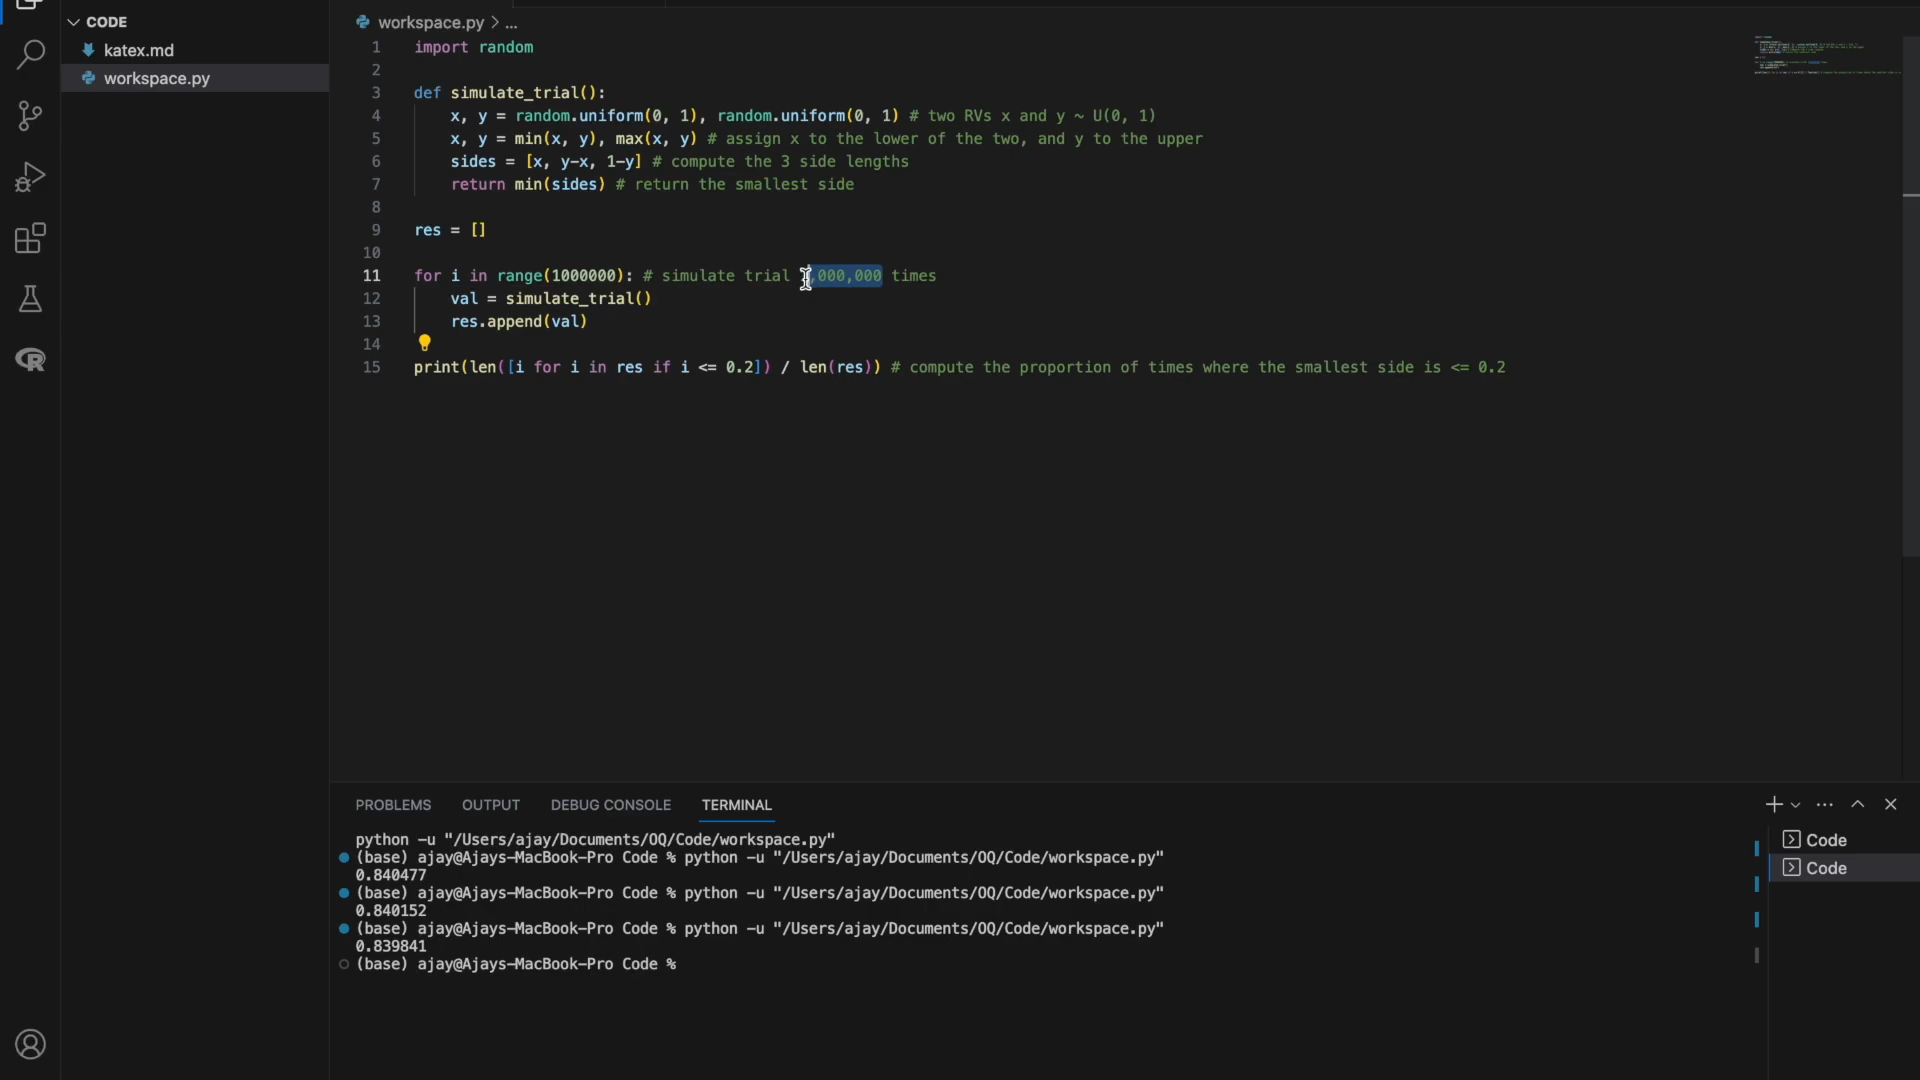 CODE
katex.md
workspace.py
workspace.py > ...
1 import random
2
3 def simulate_trial():
4 x, y = random.uniform(0, 1), random.uniform(0, 1) # two RVs x and y ~ U(0, 1)
5 x, y = min(x, y), max(x, y) # assign x to the lower of the two, and y to the upper
6 sides = [x, y-x, 1-y] # compute the 3 side lengths
7 return min(sides) # return the smallest side
8
9 res = []
10
11 for i in range(1000000): # simulate trial ,000,000 times
12 val = simulate_trial()
13 res.append(val)
14
15 print(len([i for i in res if i <= 0.2]) / len(res)) # compute the proportion of times where the smallest side is <= 0.2
PROBLEMS OUTPUT DEBUG CONSOLE TERMINAL
python -u "/Users/ajay/Documents/OQ/Code/workspace.py"
(base) ajay@Ajays-MacBook-Pro Code % python -u "/Users/ajay/Documents/OQ/Code/workspace.py"
0.840477
(base) ajay@Ajays-MacBook-Pro Code % python -u "/Users/ajay/Documents/OQ/Code/workspace.py"
0.840152
(base) ajay@Ajays-MacBook-Pro Code % python -u "/Users/ajay/Documents/OQ/Code/workspace.py"
0.839841
(base) ajay@Ajays-MacBook-Pro Code %
Code
Code